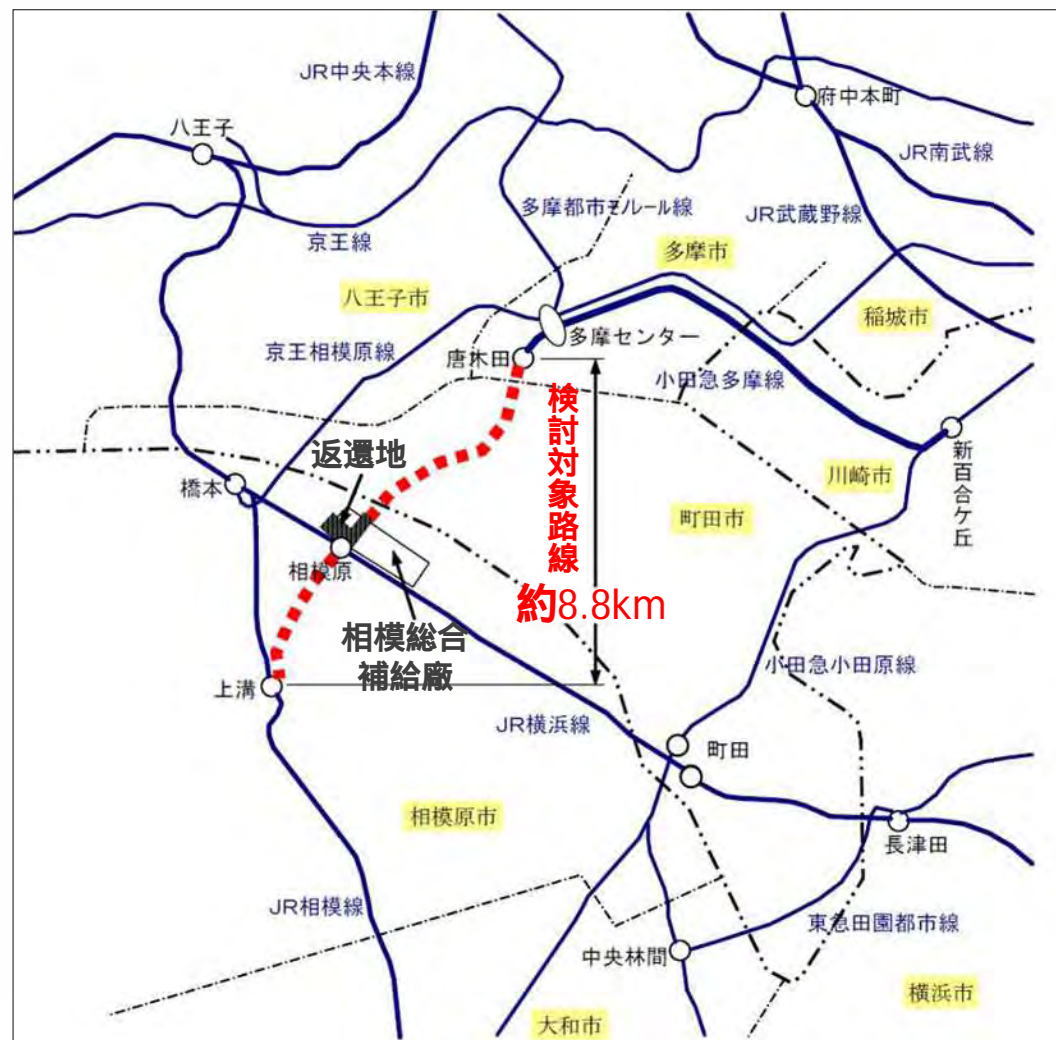 JR中央本線
府中本町
八王子
JR南武線
多摩都市モノレール線
JR武蔵野線
京王線
多摩市
八王子市
稲城市
京王相模原線
多摩センター
唐木田
小田急多摩線
検討対象路線
約8.8km
返還地
新百合ケ丘
川崎市
橋本
町田市
相模原
相模総合
補給廠
小田急小田原線
上溝
JR横浜線
町田
相模原市
長津田
JR相模線
東急田園都市線
中央林間
横浜市
大和市